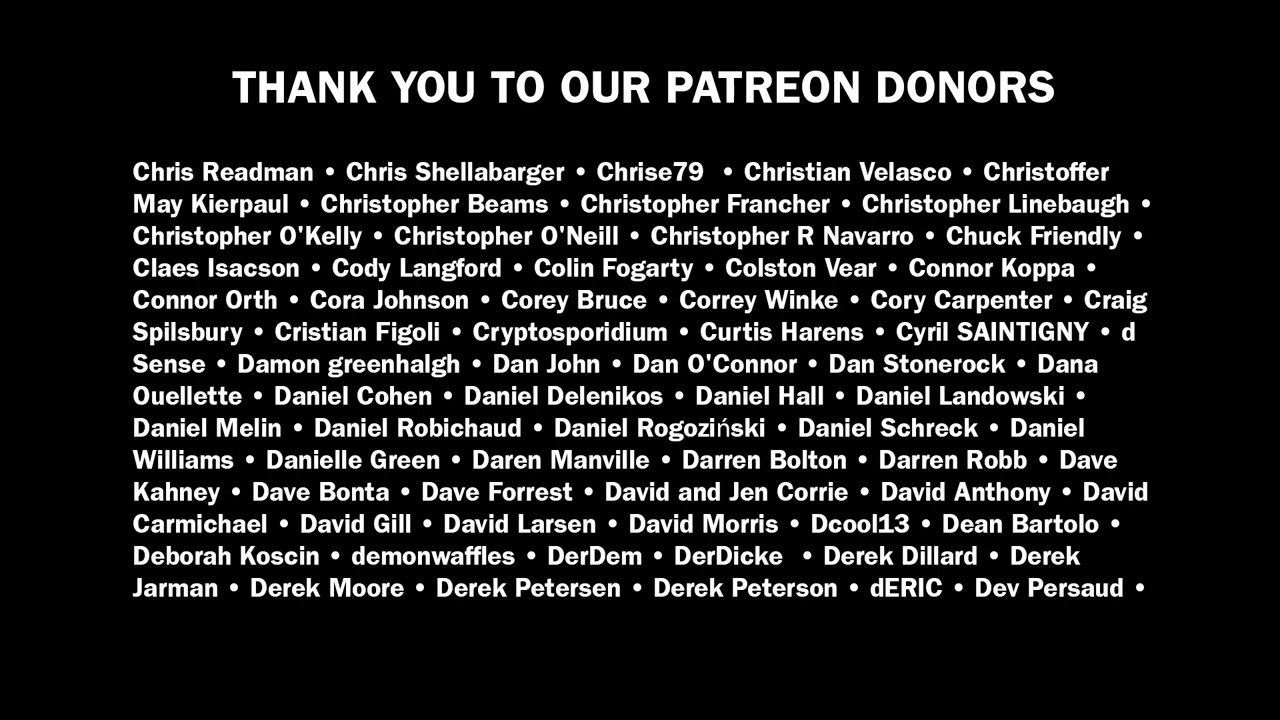 THANK YOU TO OUR PATREON DONORS
Chris Readman • Chris Shellabarger • Chrise79 • Christian Velasco • Christoffer
May Kierpaul • Christopher Beams • Christopher Francher • Christopher Linebaugh •
Christopher O'Kelly • Christopher O'Neill • Christopher R Navarro • Chuck Friendly •
Claes Isacson • Cody Langford • Colin Fogarty • Colston Vear • Connor Koppa •
Connor Orth • Cora Johnson • Corey Bruce • Correy Winke • Cory Carpenter • Craig
Spilsbury • Cristian Figoli • Cryptosporidium • Curtis Harens • Cyril SAINTIGNY • d
Sense • Damon greenhalgh • Dan John • Dan O'Connor • Dan Stonerock • Dana
Ouellette • Daniel Cohen • Daniel Delenikos • Daniel Hall • Daniel Landowski •
Daniel Melin • Daniel Robichaud • Daniel Rogoziński • Daniel Schreck • Daniel
Williams • Danielle Green • Daren Manville • Darren Bolton • Darren Robb • Dave
Kahney • Dave Bonta • Dave Forrest • David and Jen Corrie • David Anthony • David
Carmichael • David Gill • David Larsen • David Morris • Dcool13 • Dean Bartolo •
Deborah Koscin • demonwaffles • DerDem • DerDicke • Derek Dillard • Derek
Jarman • Derek Moore • Derek Petersen • Derek Peterson • dERIC • Dev Persaud •